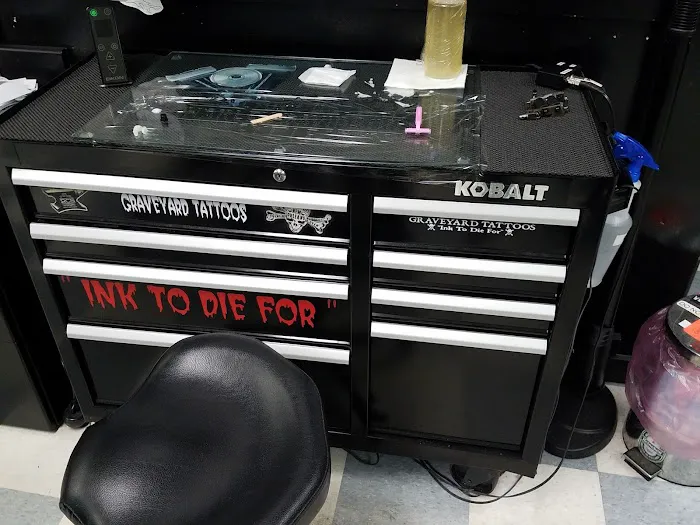 KOBALT
GRAVEYARD TATTOOS
GRAVEYARD TATTOOS
"Ink To Die For"
"INK TO DIE FOR"